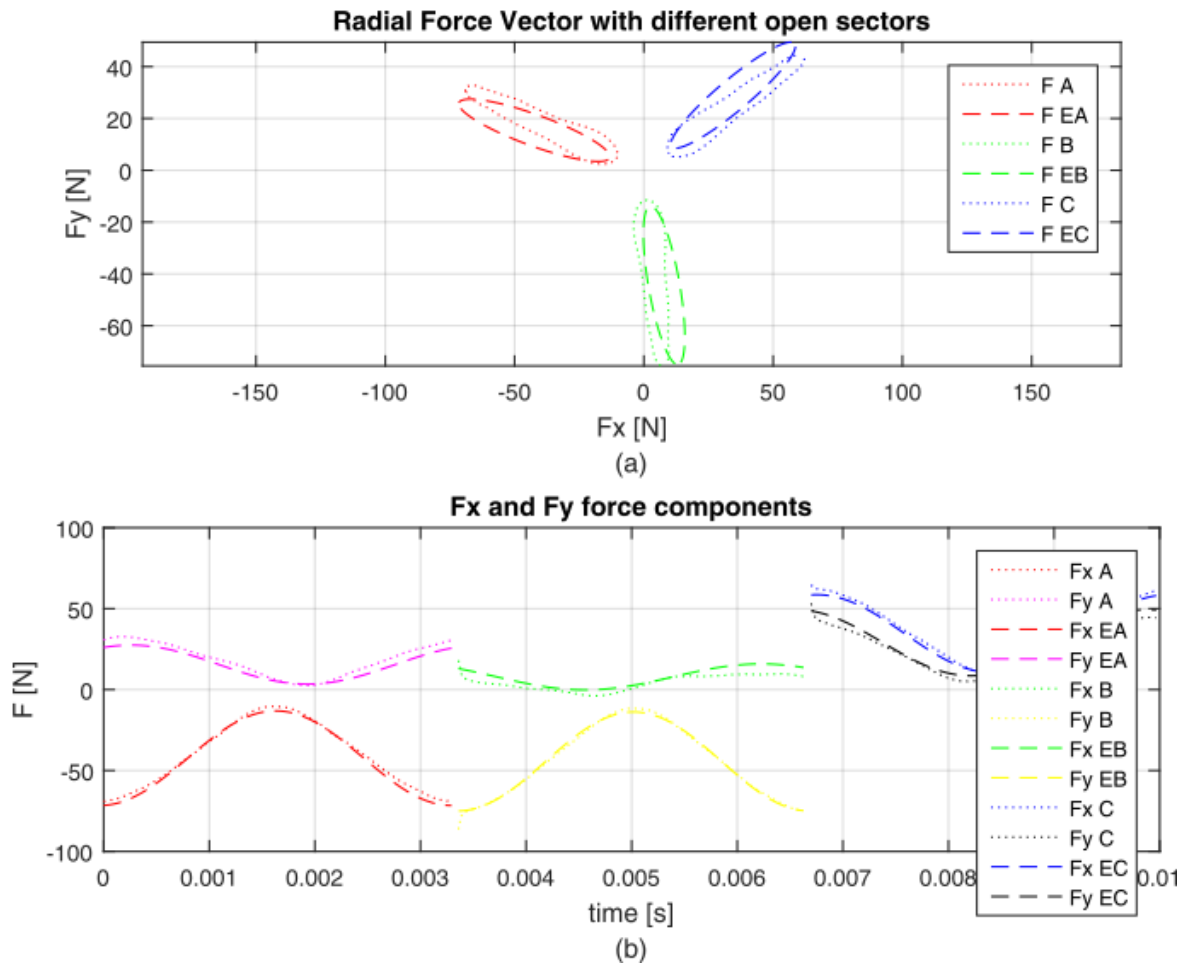 Radial Force Vector with different open sectors
40
20
0
-20
-40
-60
Fy [N]
-150
-100
-50
0
50
100
150
Fx [N]
F A
F EA
F B
F EB
F C
F EC
(a)
Fx and Fy force components
100
50
0
-50
-100
F [N]
0
0.001
0.002
0.003
0.004
0.005
0.006
0.007
0.008
0.01
time [s]
Fx A
Fy A
Fx EA
Fy EA
Fx B
Fy B
Fx EB
Fy EB
Fx C
Fy C
Fx EC
Fy EC
(b)